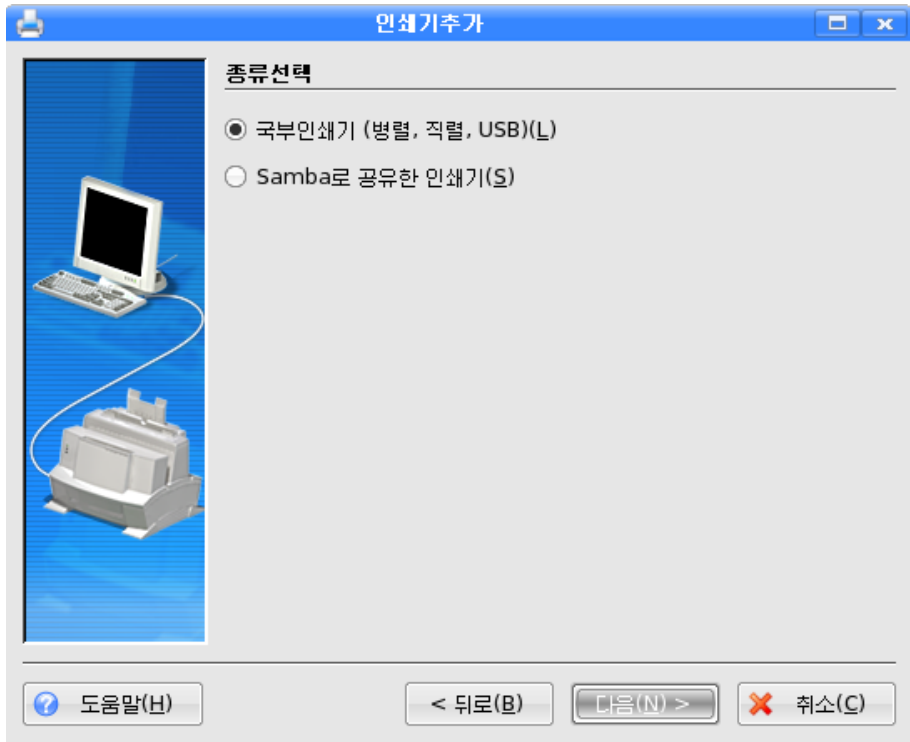 인쇄기추가
종류선택
국부인쇄기 (병렬, 직렬, USB)(L)
Samba로 공유한 인쇄기(S)
도움말(H)
< 뒤로(B)
다음(N) >
취소(C)